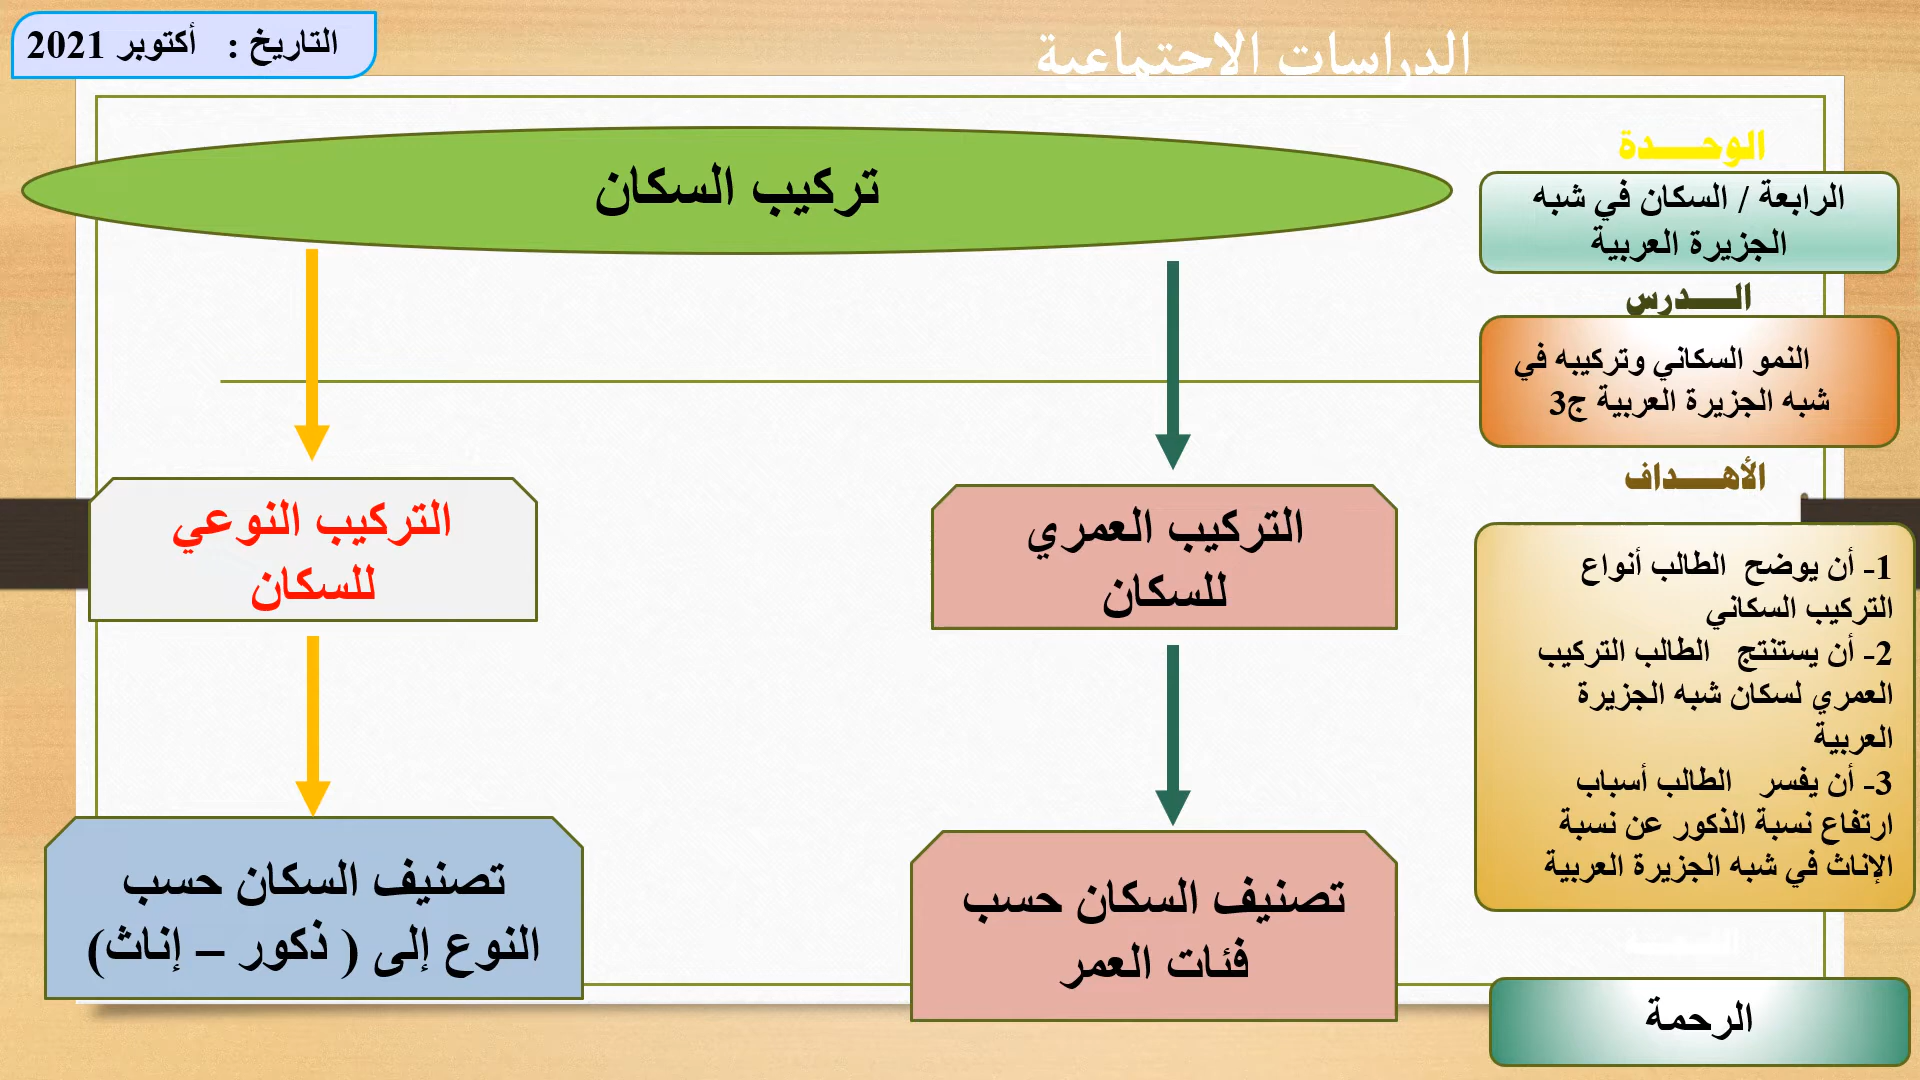 الدراسات الاجتماعية
التاريخ : أكتوبر 2021
الوحــــدة
الرابعة / السكان في شبه
الجزيرة العربية
الــــدرس
النمو السكاني وتركيبه في
شبه الجزيرة العربية ج3
الأهــــداف
1- أن يوضح الطالب أنواع
التركيب السكاني
2- أن يستنتج الطالب التركيب
العمري لسكان شبه الجزيرة
العربية
3- أن يفسر الطالب أسباب
ارتفاع نسبة الذكور عن نسبة
الإناث في شبه الجزيرة العربية
الرحمة
تركيب السكان
التركيب العمري
للسكان
تصنيف السكان حسب
فئات العمر
التركيب النوعي
للسكان
تصنيف السكان حسب
النوع إلى ( ذكور – إناث)